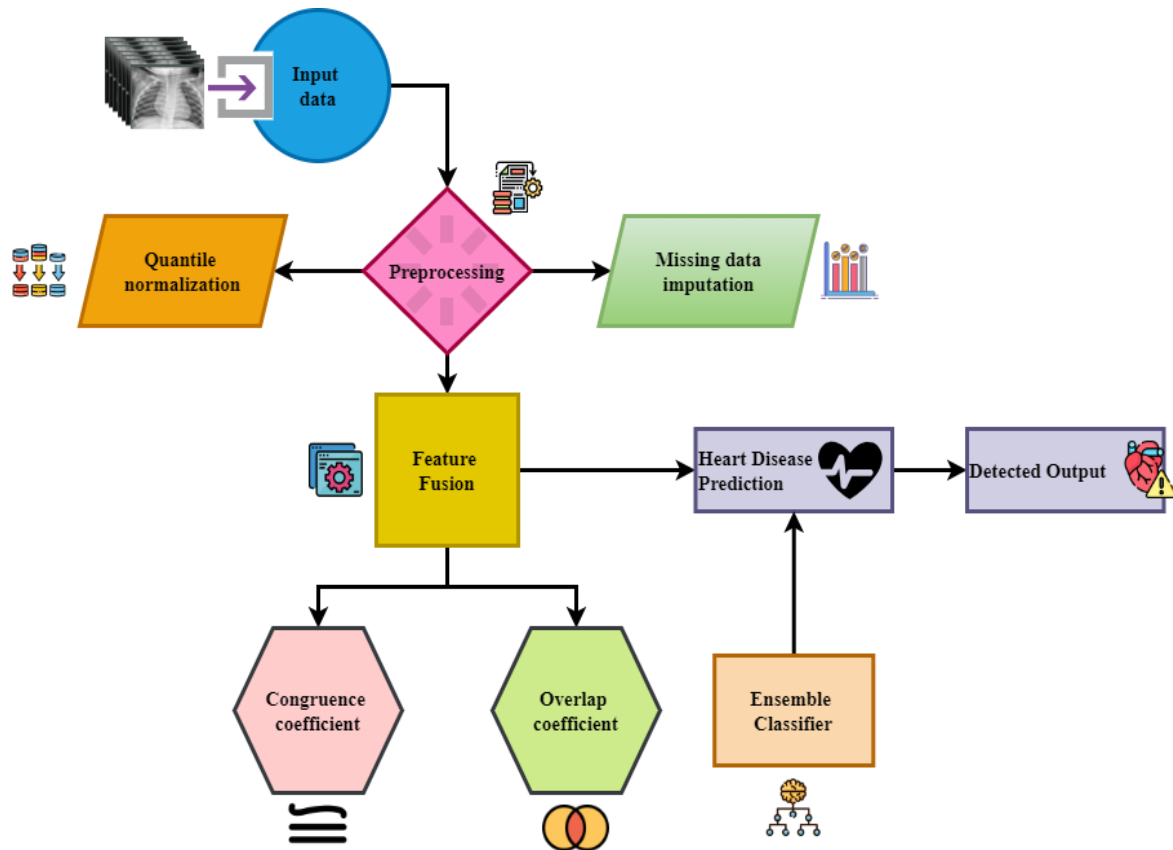 Input
data
Quantile
normalization
Preprocessing
Missing data
imputation
Feature
Fusion
Heart Disease
Prediction
Detected Output
Congruence
coefficient
Overlap
coefficient
Ensemble
Classifier